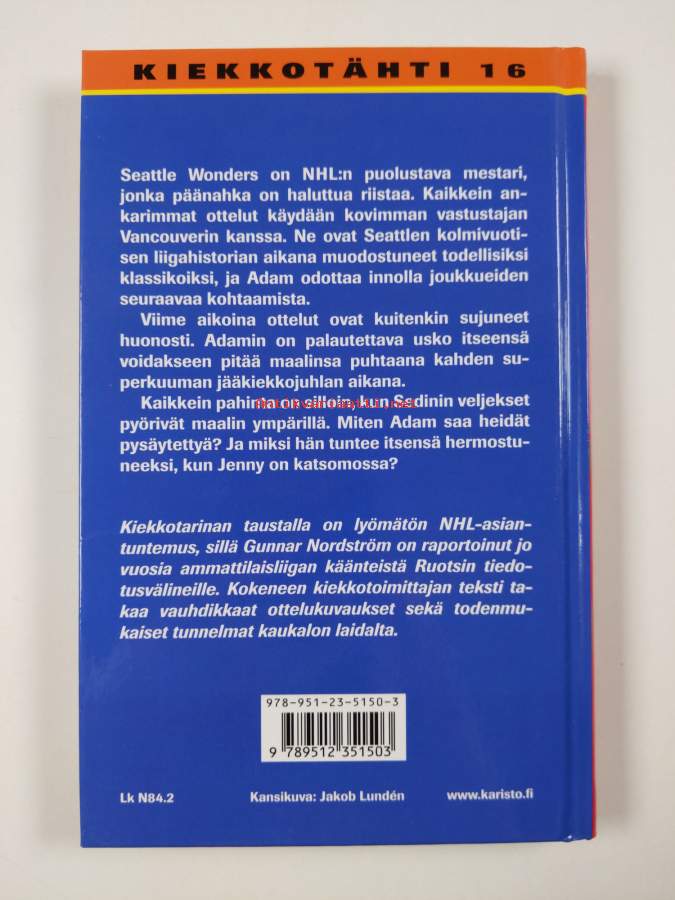 KIEKKOTÄHTI 16
Seattle Wonders on NHL:n puolustava mestari,
jonka päänahka on haluttua riistaa. Kaikkein an-
karimmat ottelut käydään kovimman vastustajan
Vancouverin kanssa. Ne ovat Seattlen kolmivuoti-
sen liigahistorian aikana muodostuneet todellisiksi
klassikoiksi, ja Adam odottaa innolla joukkueiden
seuraavaa kohtaamista.
Viime aikoina ottelut ovat kuitenkin sujuneet
huonosti. Adamin on palautettava usko itseensä
voidakseen pitää maalinsa puhtaana kahden su-
perkuuman jääkiekkojuhlan aikana.
Kaikkein pahinta on silloin, kun Sedinin veljekset
antikvariaatti.net
pyörivät maalin ympärillä. Miten Adam saa heidät
pysäytettyä? Ja miksi hän tuntee itsensä hermostu-
neeksi, kun Jenny on katsomossa?
Kiekkotarinan taustalla on lyömätön NHL-asian-
tuntemus, sillä Gunnar Nordström on raportoinut jo
vuosia ammattilaisliigan käänteistä Ruotsin tiedo-
tusvälineille. Kokeneen kiekkotoimittajan teksti ta-
kaa vauhdikkaat ottelukuvaukset sekä todenmu-
kaiset tunnelmat kaukalon laidalta.
978-951-23-5150-3
9 789512 351503
Lk N84.2 Kansikuva: Jakob Lundén www.karisto.fi